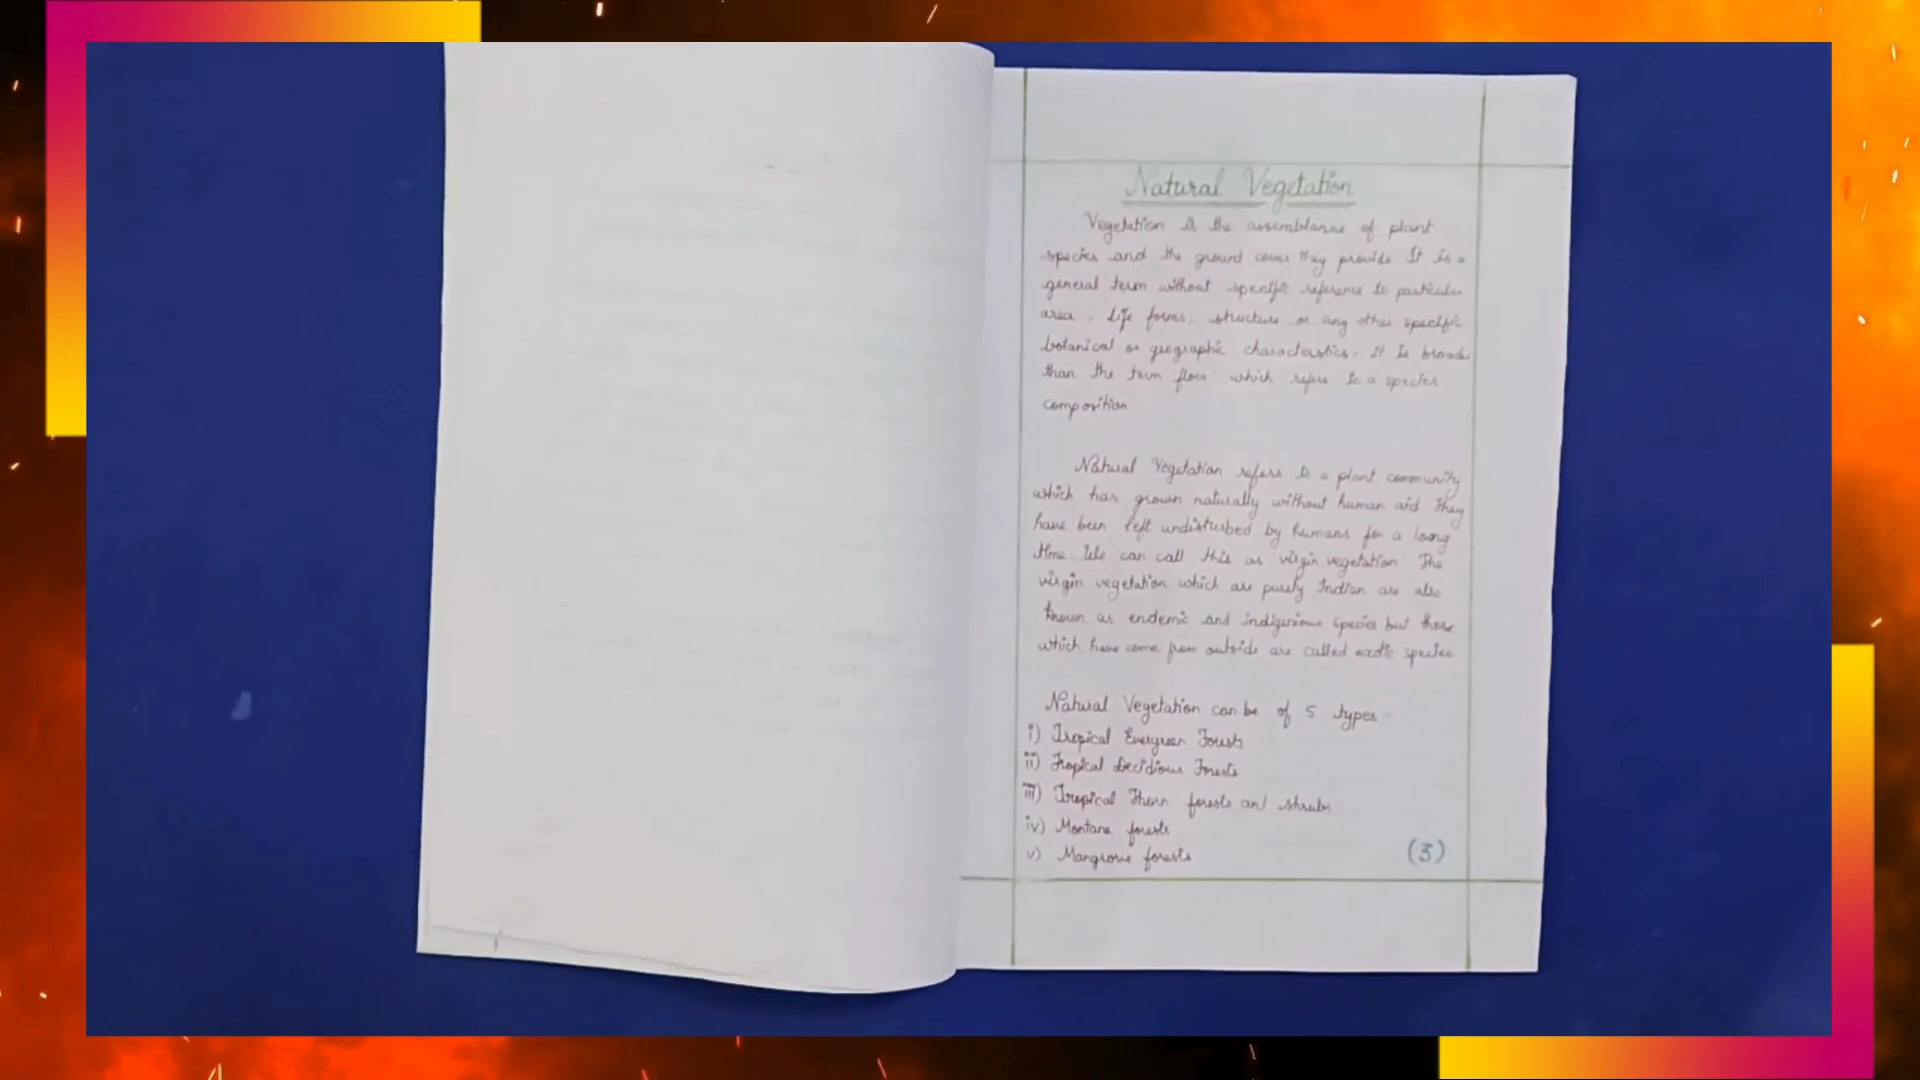 Natural Vegetation
Vegetation is the assemblance of plant
species and the ground cover they provide It is a
general term without specific reference to particular
area, life forms, structure or any other specific
botanical or geographic characterstics, it is broader
than the term flora which refers to a species
composition
Natural Vegetation refers to a plant community
which has grown naturally without human aid They
have been left undisturbed by humans for a long
time We can call this as virgin vegetation The
virgin vegetation which are purely Indian are also
known as endemic and indiginious species but those
which have come from outside are called exotic species
Natural Vegetation can be of 5 types -
i) Tropical Evergreen Forests
ii) Tropical Decidious Forests
iii) Tropical Thorn forests and shrubs
iv) Montane forests
v) Mangrove forests
(3)